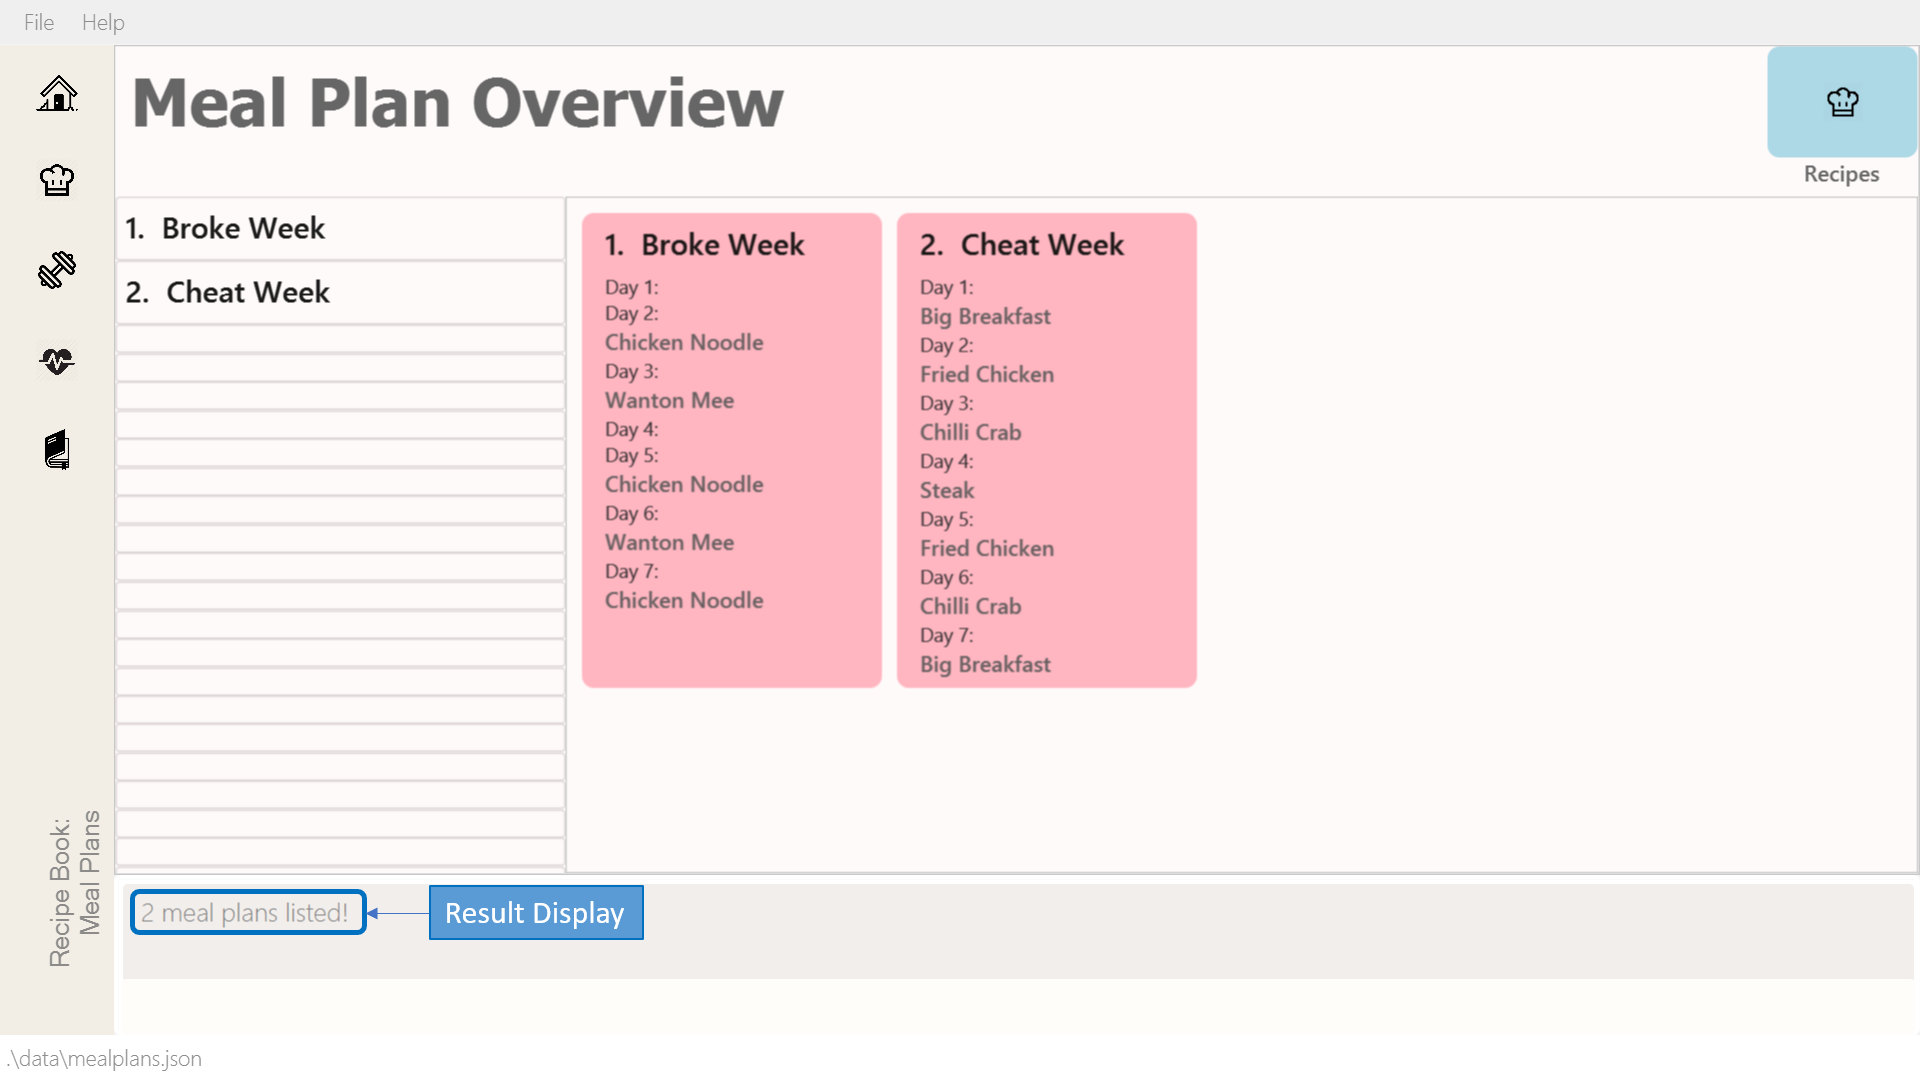 File Help
Meal Plan Overview
Recipes
1. Broke Week
2. Cheat Week
1. Broke Week
Day 1:
Day 2:
Chicken Noodle
Day 3:
Wanton Mee
Day 4:
Day 5:
Chicken Noodle
Day 6:
Wanton Mee
Day 7:
Chicken Noodle
2. Cheat Week
Day 1:
Big Breakfast
Day 2:
Fried Chicken
Day 3:
Chilli Crab
Day 4:
Steak
Day 5:
Fried Chicken
Day 6:
Chilli Crab
Day 7:
Big Breakfast
Recipe Book:
Meal Plans
2 meal plans listed!
Result Display
.\data\mealplans.json